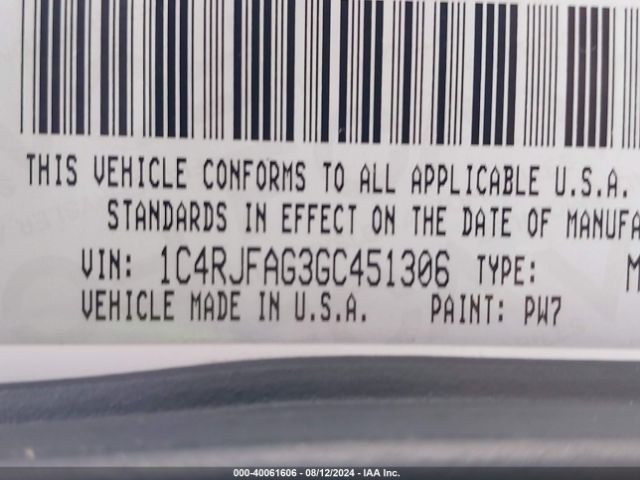 THIS VEHICLE CONFORMS TO ALL APPLICABLE U.S.A.
STANDARDS IN EFFECT ON THE DATE OF MANUFA
VIN: 1C4RJFAG3GC451306 TYPE: M
VEHICLE MADE IN U.S.A. PAINT: PW7
000-40061606 - 08/12/2024 - IAA Inc.